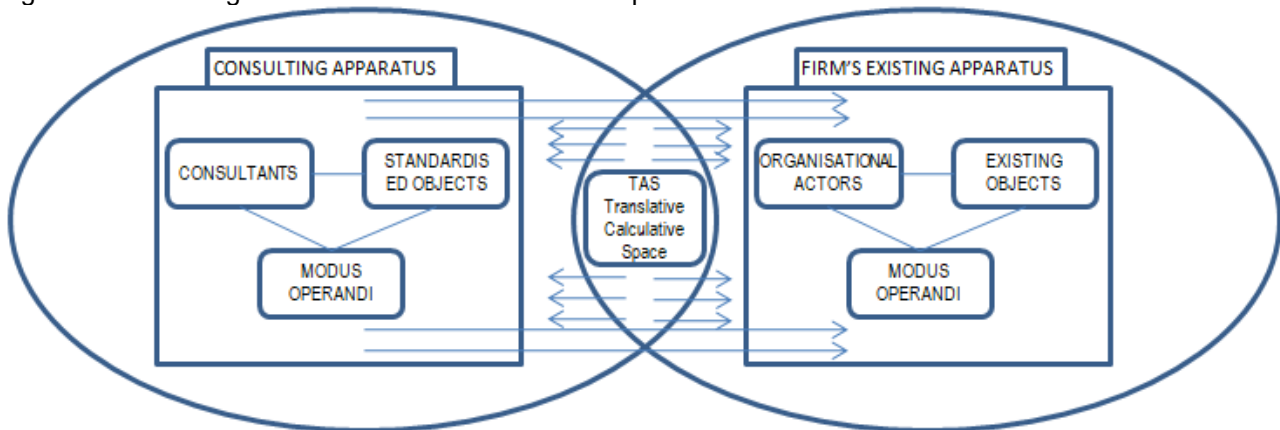 CONSULTING APPARATUS
FIRM'S EXISTING APPARATUS
CONSULTANTS
STANDARDIS
ED OBJECTS
MODUS
OPERANDI
TAS
Translative
Calculative
Space
ORGANISATIONAL
ACTORS
EXISTING
OBJECTS
MODUS
OPERANDI